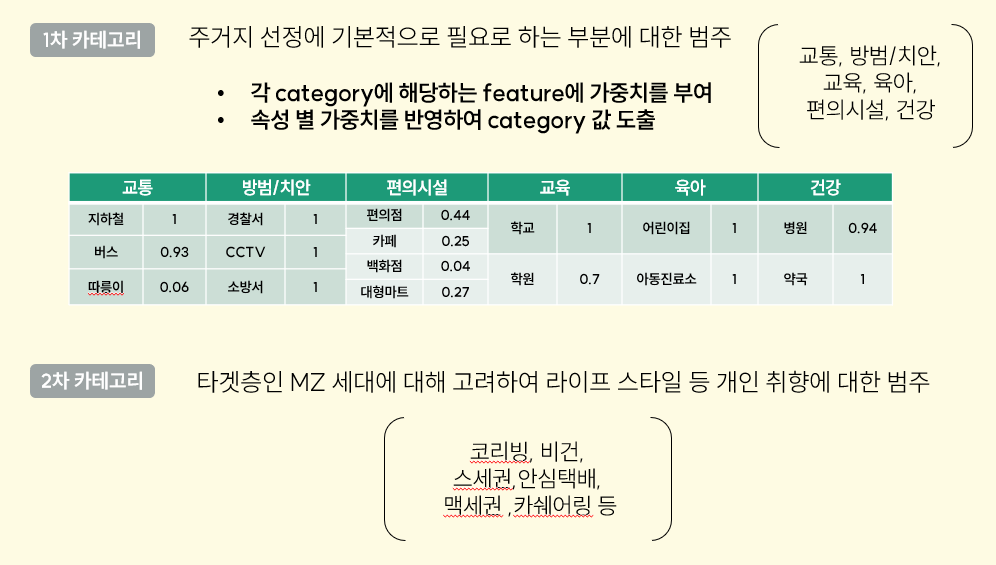 1차 카테고리
주거지 선정에 기본적으로 필요로 하는 부분에 대한 범주
교통, 방범/치안,
교육, 육아,
편의시설, 건강
• 각 category에 해당하는 feature에 가중치를 부여
• 속성 별 가중치를 반영하여 category 값 도출
교통 방범/치안 편의시설 교육 육아 건강
지하철 1
버스 0.93
따릉이 0.06
경찰서 1
CCTV 1
소방서 1
편의점 0.44
카페 0.25
백화점 0.04
대형마트 0.27
학교 1
학원 0.7
어린이집 1
아동진료소 1
병원 0.94
약국 1
2차 카테고리
타겟층인 MZ 세대에 대해 고려하여 라이프 스타일 등 개인 취향에 대한 범주
코리빙, 비건,
스세권,안심택배,
맥세권 ,카쉐어링 등